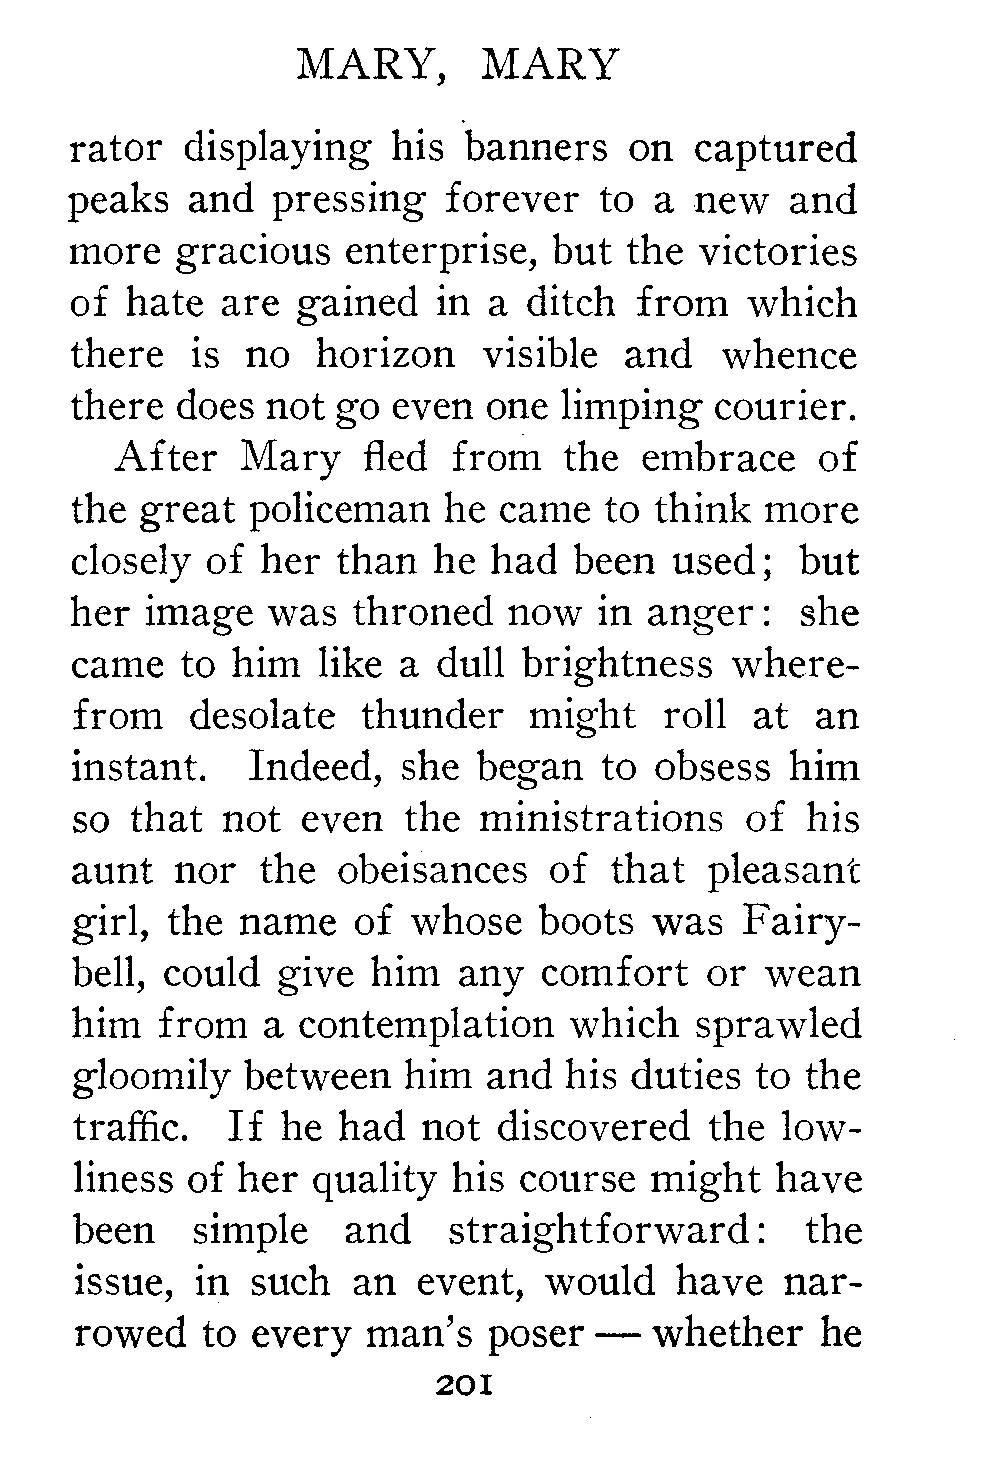 MARY, MARY
rator displaying his banners on captured
peaks and pressing forever to a new and
more gracious enterprise, but the victories
of hate are gained in a ditch from which
there is no horizon visible and whence
there does not go even one limping courier.
After Mary fled from the embrace of
the great policeman he came to think more
closely of her than he had been used; but
her image was throned now in anger: she
came to him like a dull brightness where-
from desolate thunder might roll at an
instant. Indeed, she began to obsess him
so that not even the ministrations of his
aunt nor the obeisances of that pleasant
girl, the name of whose boots was Fairy-
bell, could give him any comfort or wean
him from a contemplation which sprawled
gloomily between him and his duties to the
traffic. If he had not discovered the low-
liness of her quality his course might have
been simple and straightforward: the
issue, in such an event, would have nar-
rowed to every man's poser — whether he
201